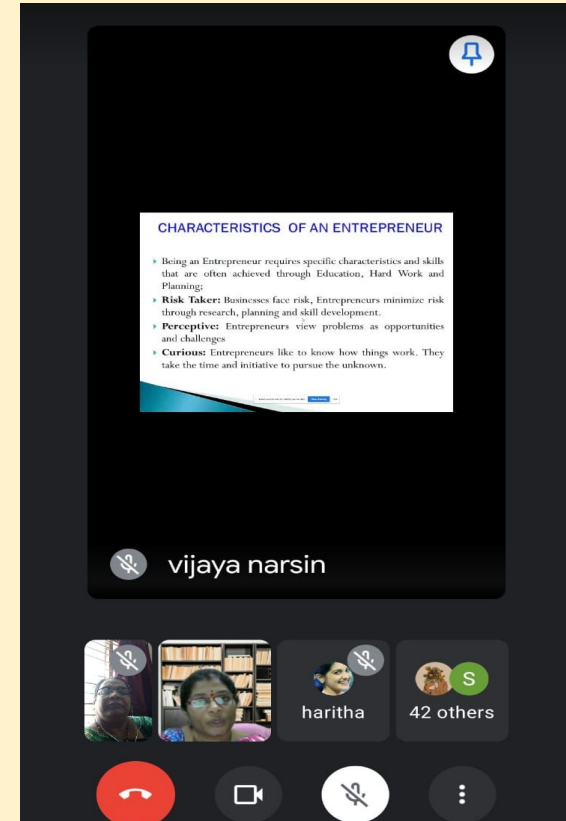 CHARACTERISTICS OF AN ENTREPRENEUR
Being an Entrepreneur requires specific characteristics and skills
that are often achieved through Education, Hard Work and
Planning;
Risk Taker: Businesses face risk, Entrepreneurs minimize risk
through research, planning and skill development.
Perceptive: Entrepreneurs view problems as opportunities
and challenges
Curious: Entrepreneurs like to know how things work. They
take the time and initiative to pursue the unknown.
vijaya narsin
S
haritha
42 others